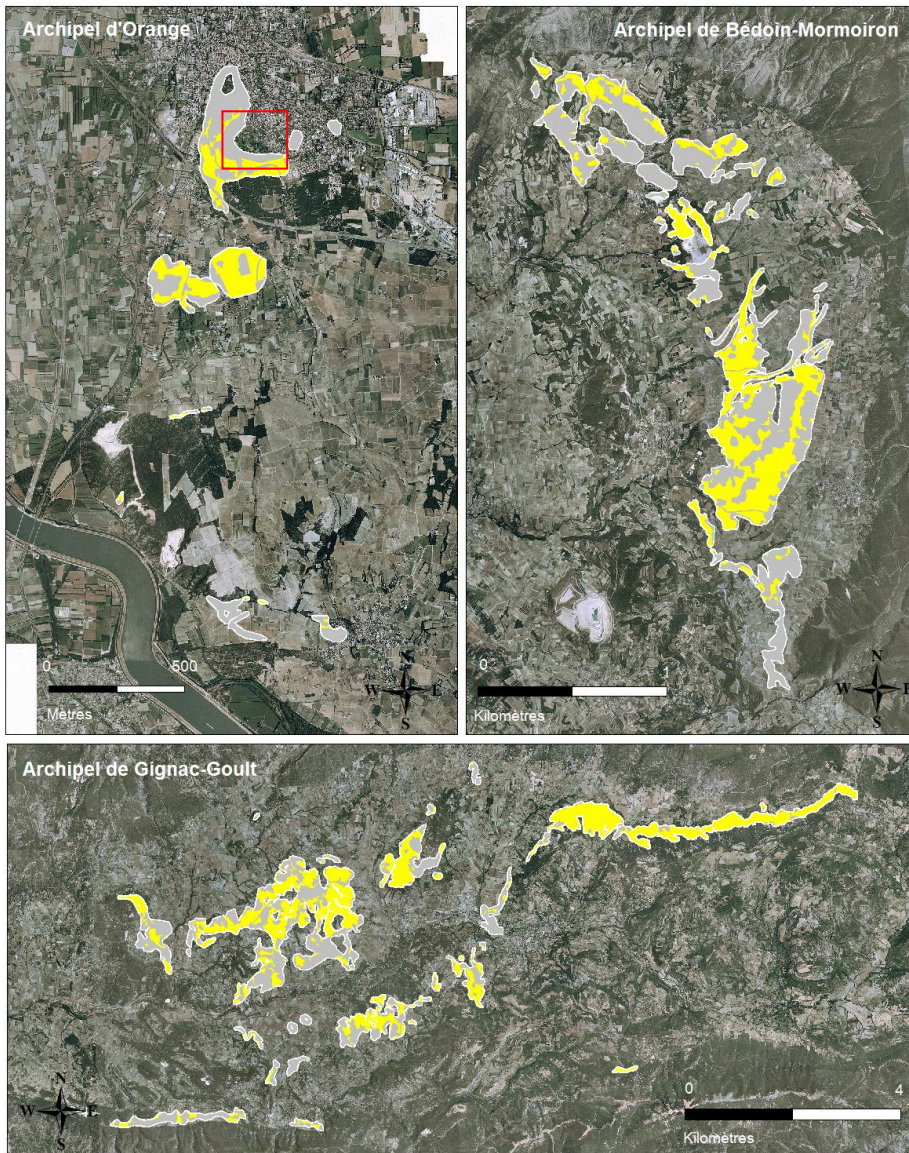 Archipel d'Orange
0
500
Mètres
N
W
E
S
Archipel de Bédoin-Mormoiron
0
1
Kilomètres
N
W
E
S
Archipel de Gignac-Goult
N
W
E
S
0
4
Kilomètres